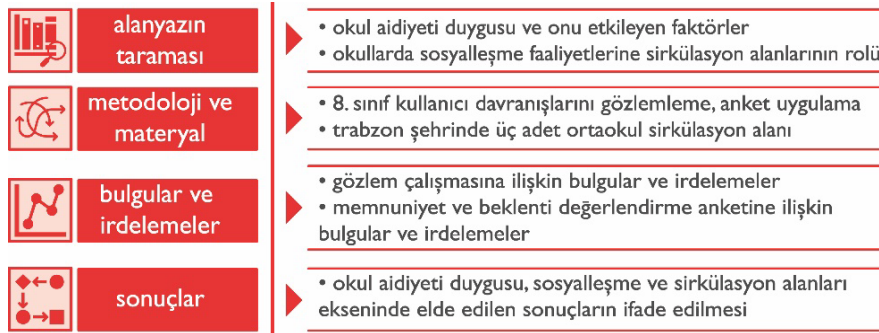 alanyazın
taraması
• okul aidiyeti duygusu ve onu etkileyen faktörler
• okullarda sosyalleşme faaliyetlerine sirkülasyon alanlarının rolü
metodoloji ve
materyal
• 8. sınıf kullanıcı davranışlarını gözlemleme, anket uygulama
• trabzon şehrinde üç adet ortaokul sirkülasyon alanı
bulgular ve
irdelemeler
• gözlem çalışmasına ilişkin bulgular ve irdelemeler
• memnuniyet ve beklenti değerlendirme anketine ilişkin
bulgular ve irdelemeler
sonuçlar
• okul aidiyeti duygusu, sosyalleşme ve sirkülasyon alanları
ekseninde elde edilen sonuçların ifade edilmesi